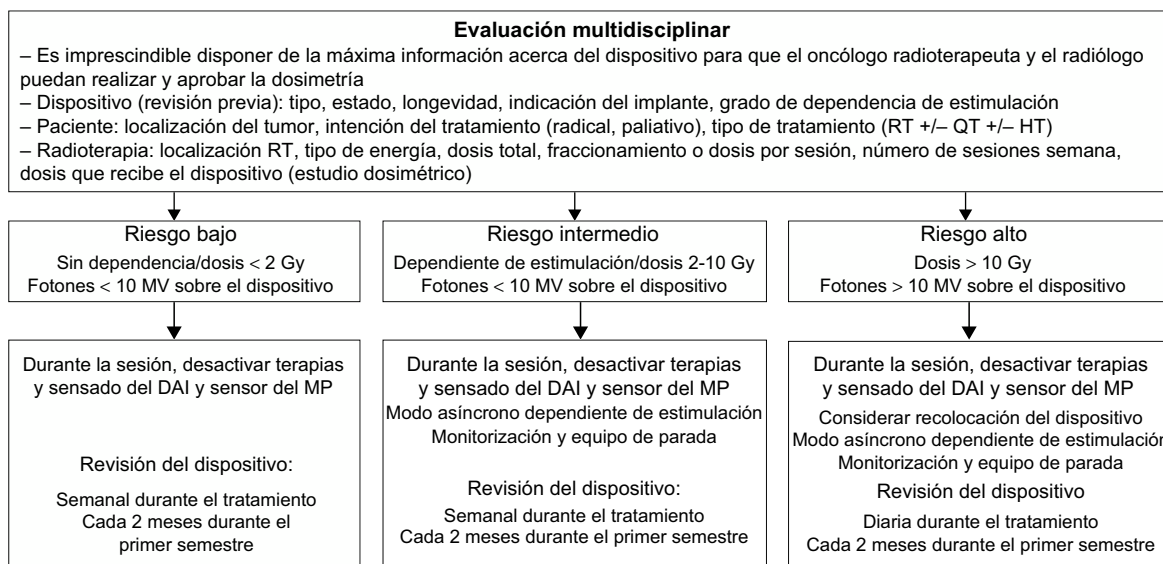 Evaluación multidisciplinar
– Es imprescindible disponer de la máxima información acerca del dispositivo para que el oncólogo radioterapeuta y el radiólogo
puedan realizar y aprobar la dosimetría
– Dispositivo (revisión previa): tipo, estado, longevidad, indicación del implante, grado de dependencia de estimulación
– Paciente: localización del tumor, intención del tratamiento (radical, paliativo), tipo de tratamiento (RT +/– QT +/– HT)
– Radioterapia: localización RT, tipo de energía, dosis total, fraccionamiento o dosis por sesión, número de sesiones semana,
dosis que recibe el dispositivo (estudio dosimétrico)
Riesgo bajo
Sin dependencia/dosis < 2 Gy
Fotones < 10 MV sobre el dispositivo
Riesgo intermedio
Dependiente de estimulación/dosis 2-10 Gy
Fotones < 10 MV sobre el dispositivo
Riesgo alto
Dosis > 10 Gy
Fotones > 10 MV sobre el dispositivo
Durante la sesión, desactivar terapias
y sensado del DAI y sensor del MP
Revisión del dispositivo:
Semanal durante el tratamiento
Cada 2 meses durante el
primer semestre
Durante la sesión, desactivar terapias
y sensado del DAI y sensor del MP
Modo asíncrono dependiente de estimulación
Monitorización y equipo de parada
Revisión del dispositivo:
Semanal durante el tratamiento
Cada 2 meses durante el primer semestre
Durante la sesión, desactivar terapias
y sensado del DAI y sensor del MP
Considerar recolocación del dispositivo
Modo asíncrono dependiente de estimulación
Monitorización y equipo de parada
Revisión del dispositivo
Diaria durante el tratamiento
Cada 2 meses durante el primer semestre